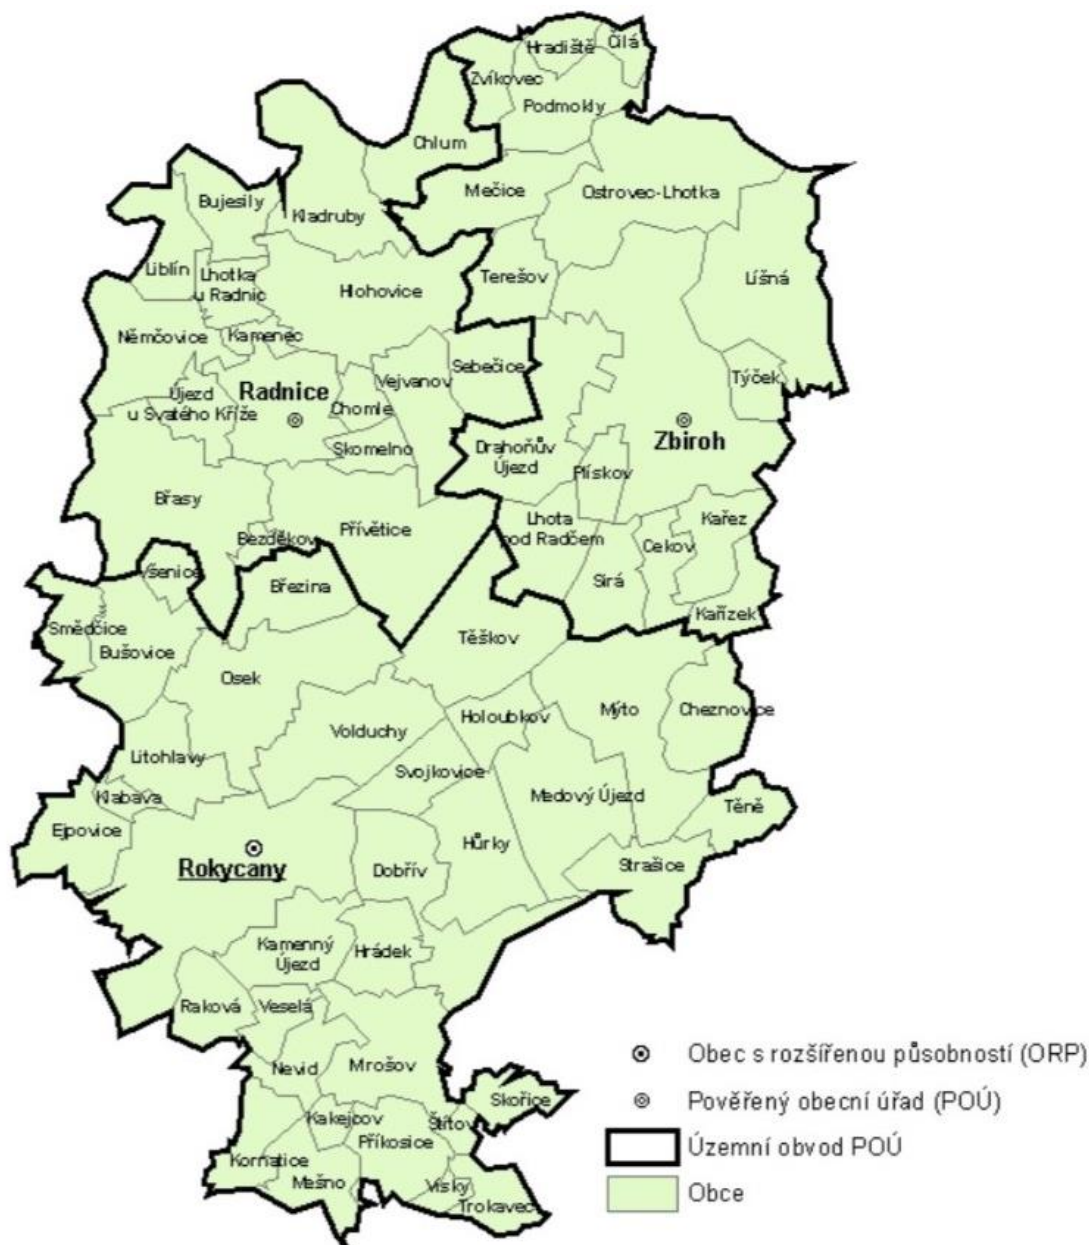 Hradiště
Čilá
Zvíkovec
Podmokly
Chlum
Mečice
Ostrovec-Lhotka
Bujesily
Kladruby
Liblín
Lhotka
u Radnic
Hlohovice
Terešov
Líšná
Němčovice
Kamenec
Sebečice
Vejvanov
Týček
Újezd
u Svatého Kříže
Radnice
Chomle
Skomelno
Drahoňův
Újezd
Zbiroh
Plískov
Břasy
Bezděkov
Přívětice
Lhota
pod Radčem
Kařez
Cekov
Sirá
Kařízek
Všenice
Březina
Smědčice
Bušovice
Těškov
Osek
Volduchy
Holoubkov
Mýto
Cheznovice
Litohlavy
Svojkovice
Klabava
Medový Újezd
Těně
Ejpovice
Rokycany
Dobřív
Hůrky
Strašice
Kamenný
Újezd
Hrádek
Raková
Veselá
Nevid
Mrošov
Skořice
Kakejcov
Štítov
Příkosice
Kornatice
Mešno
Vísky
Trokavec
Obec s rozšířenou působností (ORP)
Pověřený obecní úřad (POÚ)
Územní obvod POÚ
Obce